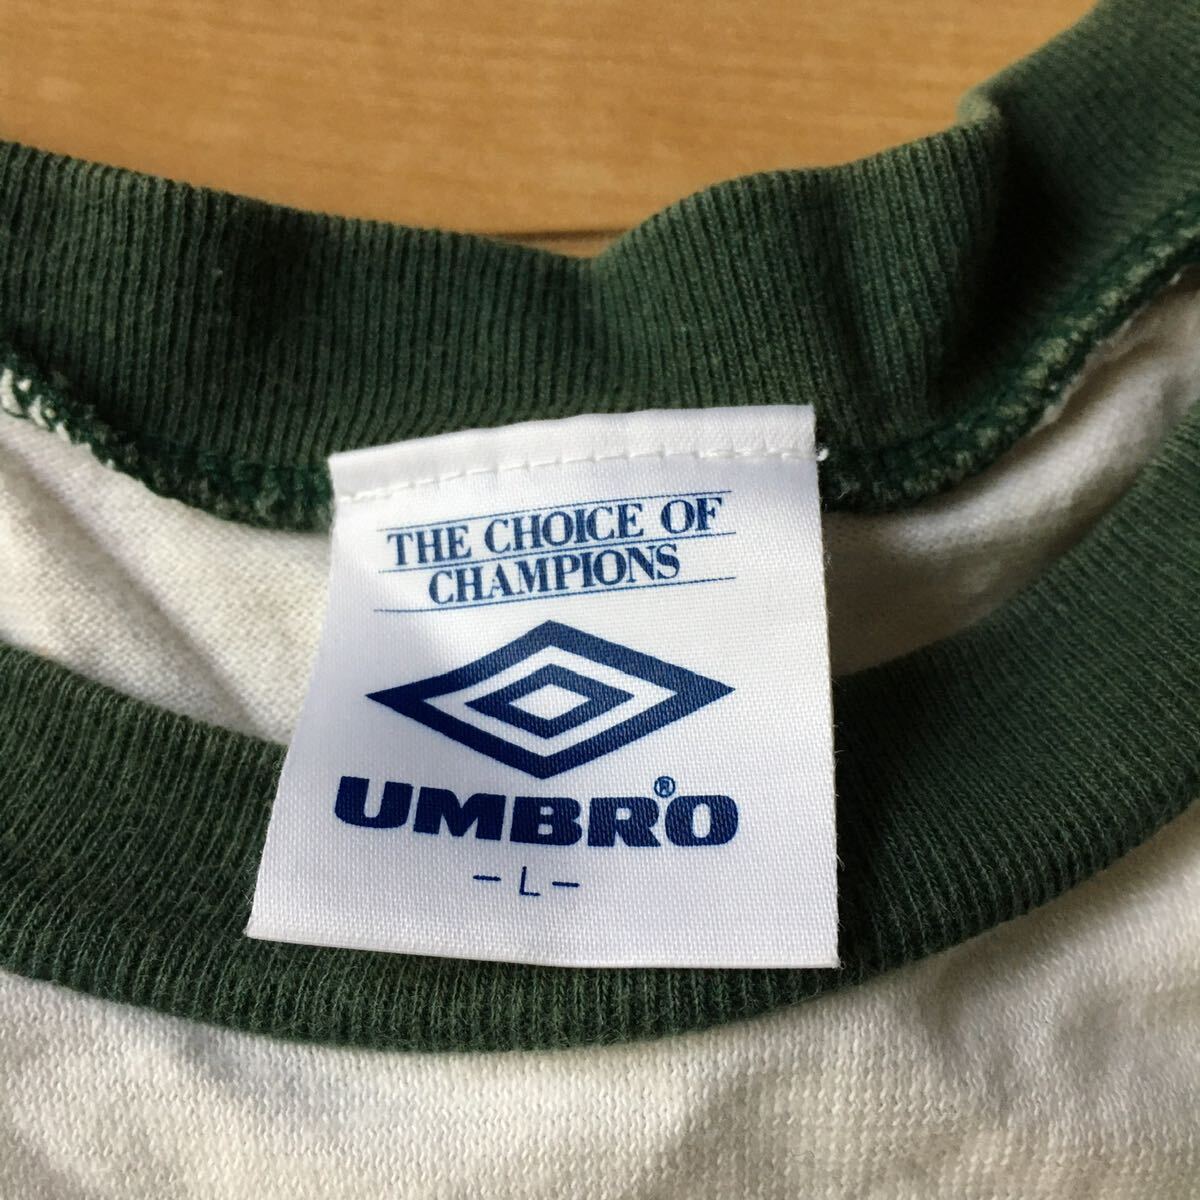 THE CHOICE OF
CHAMPIONS
UMBRO®
-L-